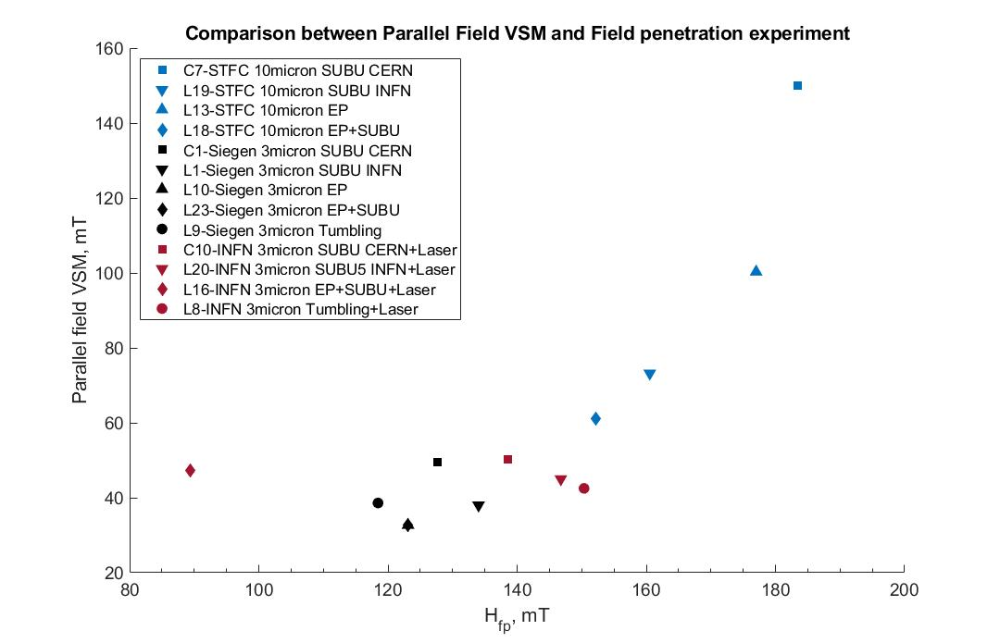 Comparison between Parallel Field VSM and Field penetration experiment
160
140
120
100
80
60
40
20
Parallel field VSM, mT
C7-STFC 10micron SUBU CERN
L19-STFC 10micron SUBU INFN
L13-STFC 10micron EP
L18-STFC 10micron EP+SUBU
C1-Siegen 3micron SUBU CERN
L1-Siegen 3micron SUBU INFN
L10-Siegen 3micron EP
L23-Siegen 3micron EP+SUBU
L9-Siegen 3micron Tumbling
C10-INFN 3micron SUBU CERN+Laser
L20-INFN 3micron SUBU5 INFN+Laser
L16-INFN 3micron EP+SUBU+Laser
L8-INFN 3micron Tumbling+Laser
80 100 120 140 160 180 200
Hfp, mT